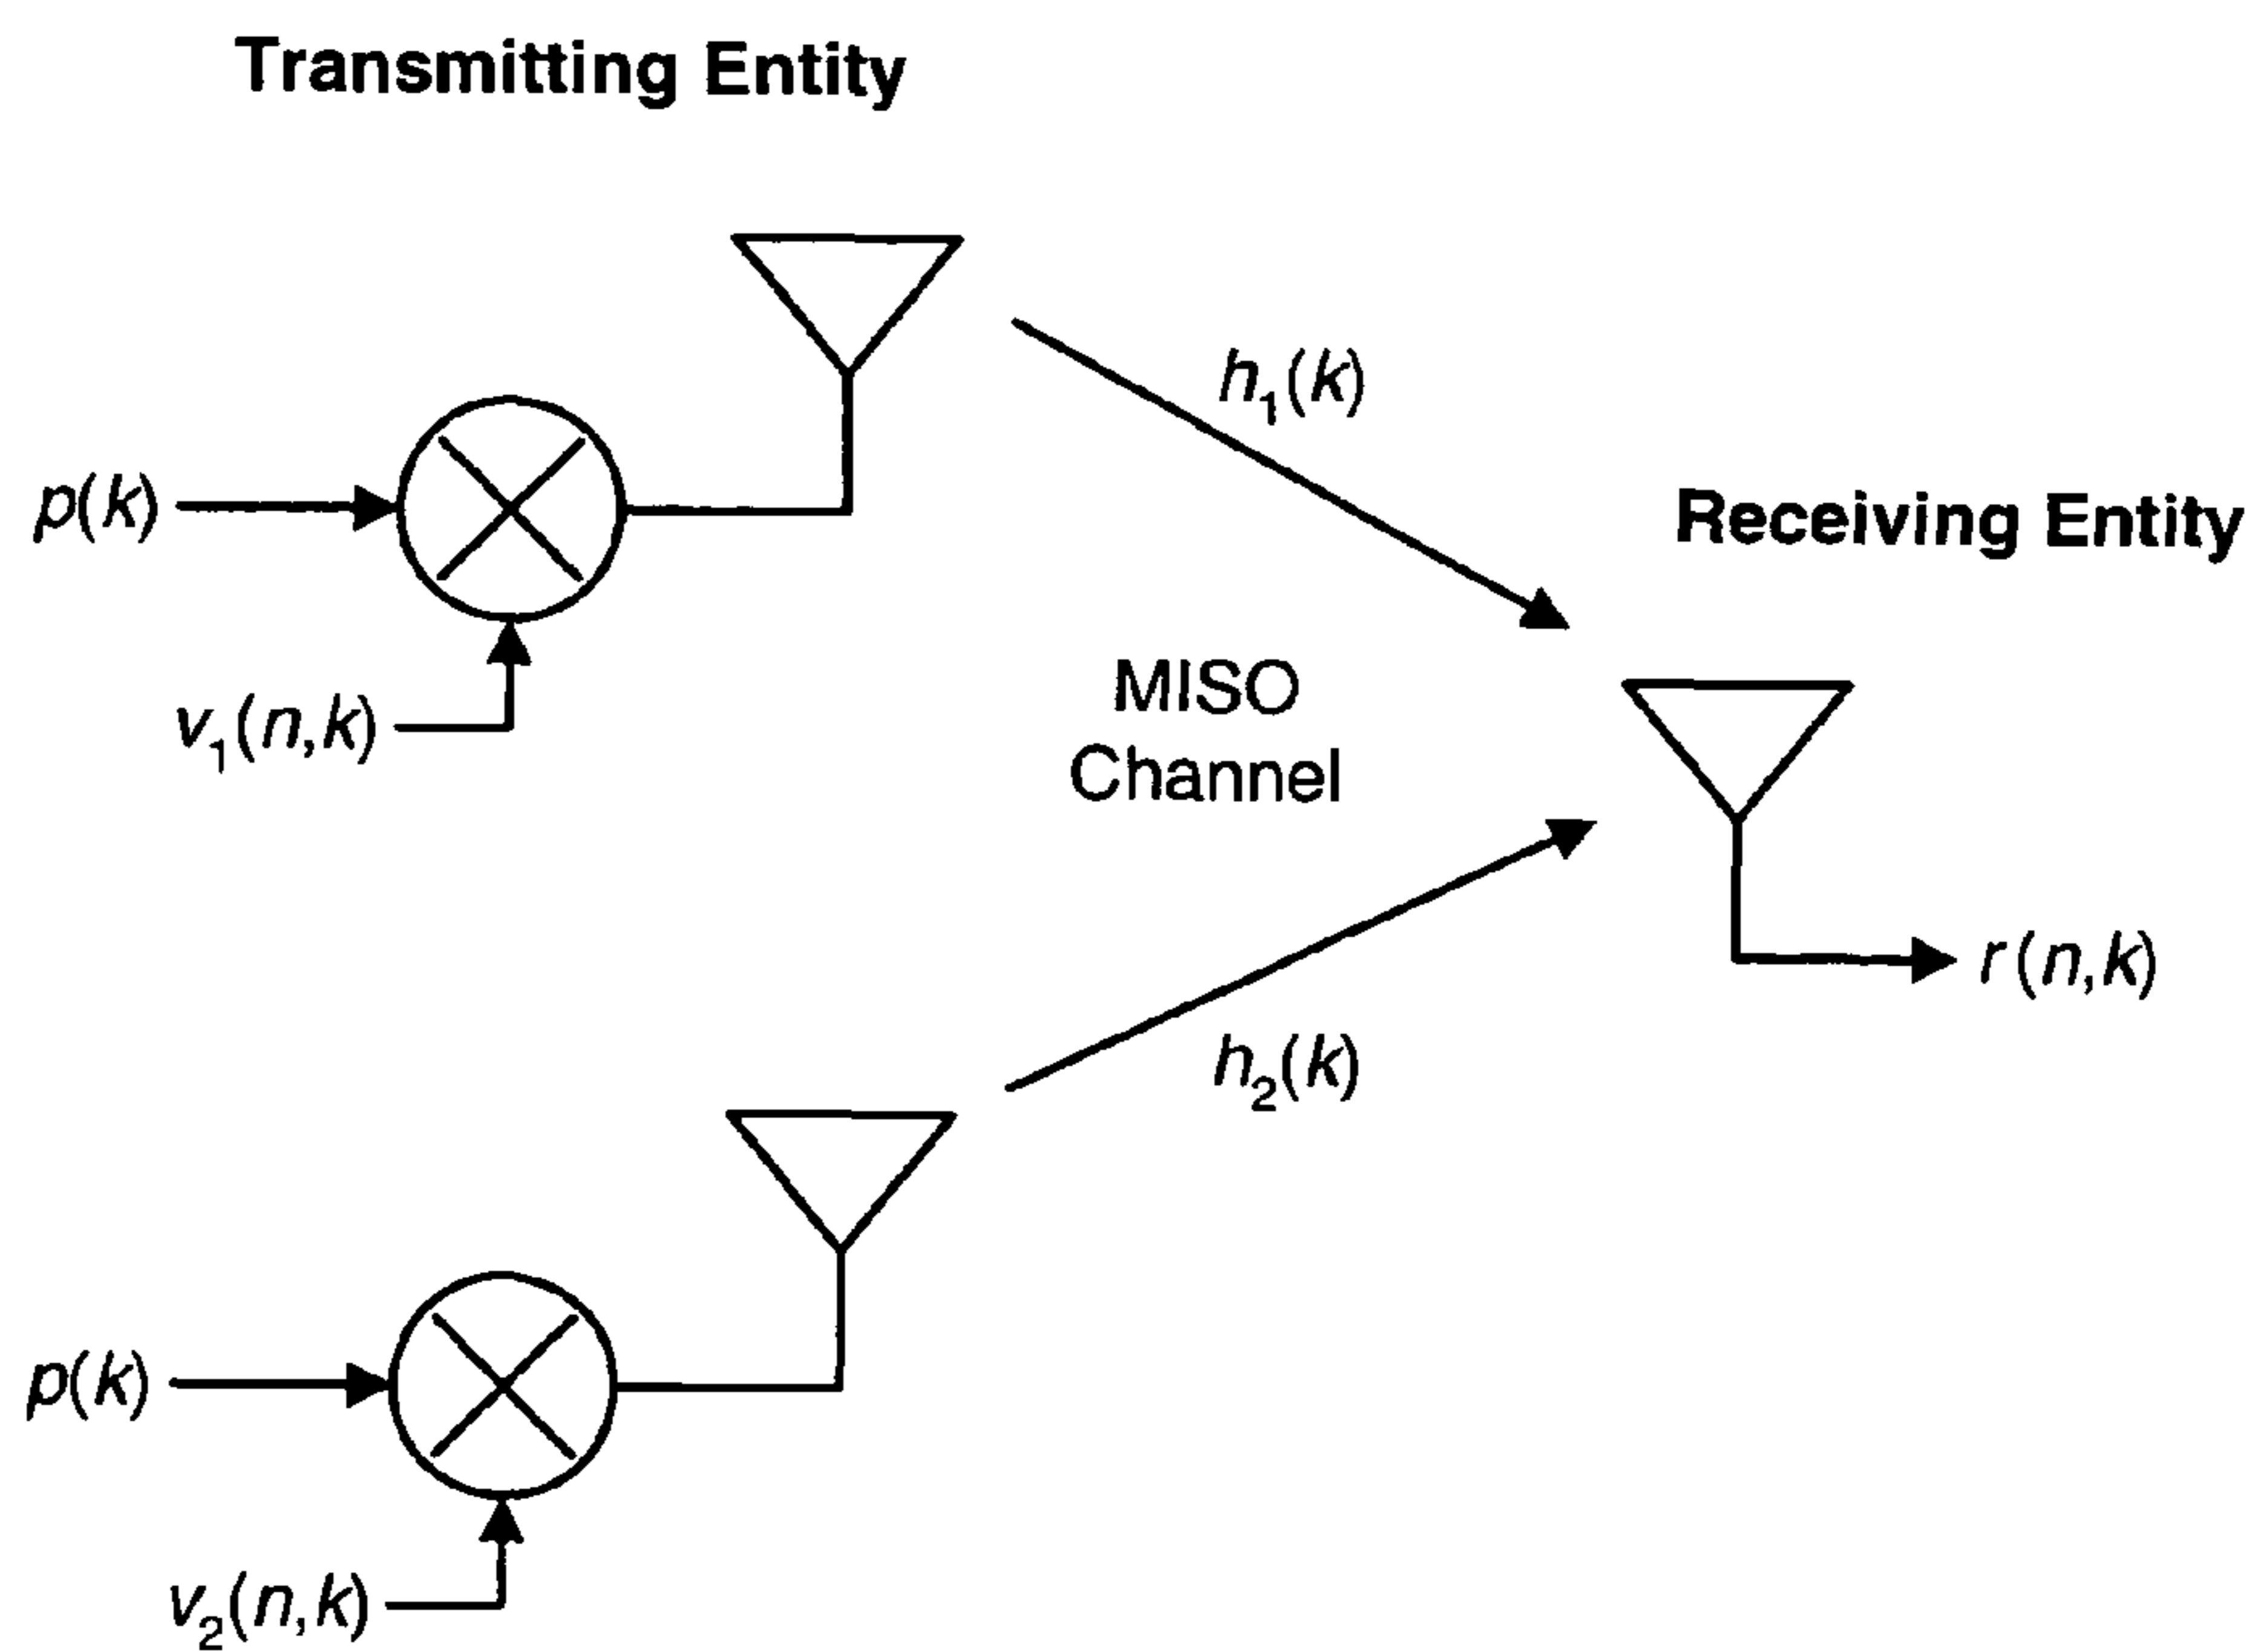 Transmitting Entity
h₁(k)
p(k)
Receiving Entity
v₁(n,k)
MISO
Channel
r(n,k)
h₂(k)
p(k)
v₂(n,k)